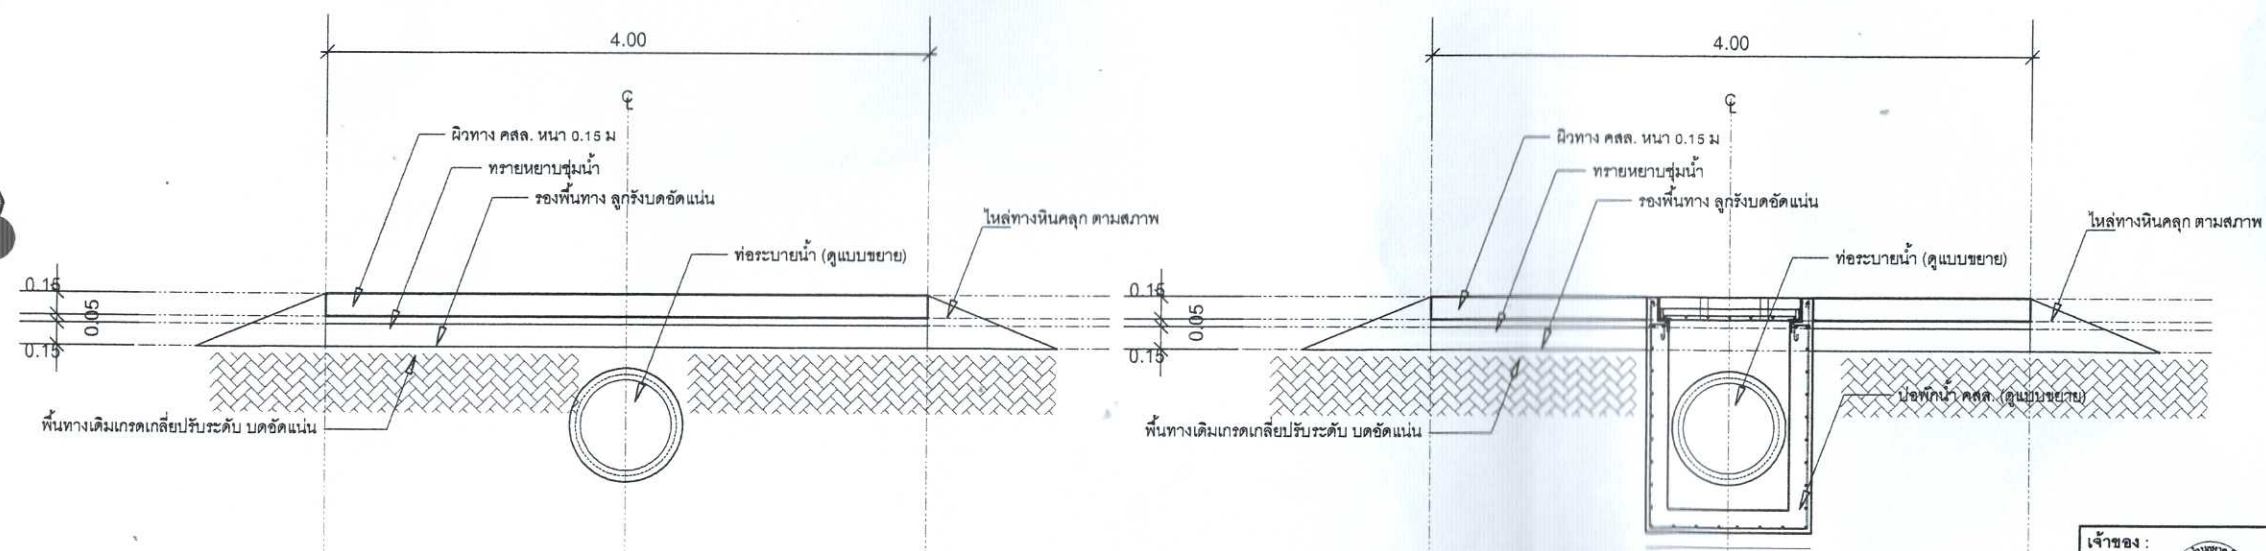 4.00
℄
ผิวทาง คสล. หนา 0.15 ม
ทรายหยาบชุ่มน้ำ
รองพื้นทาง ลูกรังบดอัดแน่น
ไหล่ทางหินคลุก ตามสภาพ
ท่อระบายน้ำ (ดูแบบขยาย)
0.15
0.05
0.15
พื้นทางเดิมเกรดเกลี่ยปรับระดับ บดอัดแน่น
4.00
℄
ผิวทาง คสล. หนา 0.15 ม
ทรายหยาบชุ่มน้ำ
รองพื้นทาง ลูกรังบดอัดแน่น
ไหล่ทางหินคลุก ตามสภาพ
ท่อระบายน้ำ (ดูแบบขยาย)
0.15
0.05
0.15
บ่อพักน้ำ คสล. (ดูแบบขยาย)
พื้นทางเดิมเกรดเกลี่ยปรับระดับ บดอัดแน่น
เจ้าของ :